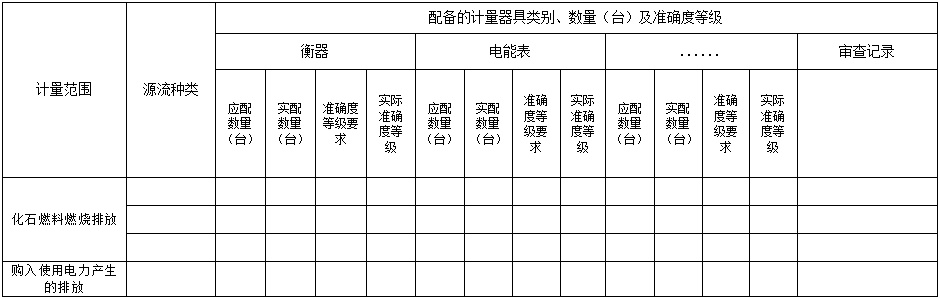 配备的计量器具类别、数量（台）及准确度等级
计量范围
源流种类
衡器
电能表
......
审查记录
应配
数量
（台）
实配
数量
（台）
准确度
等级要
求
实际
准确
度等
级
应配
数量
（台）
实配
数量
（台）
准确
度等
级要
求
实际
准确
度等
级
应配
数量
（台）
实配
数量
（台）
准确
度等
级要
求
实际
准确
度等
级
化石燃料燃烧排放
购入使用电力产生
的排放